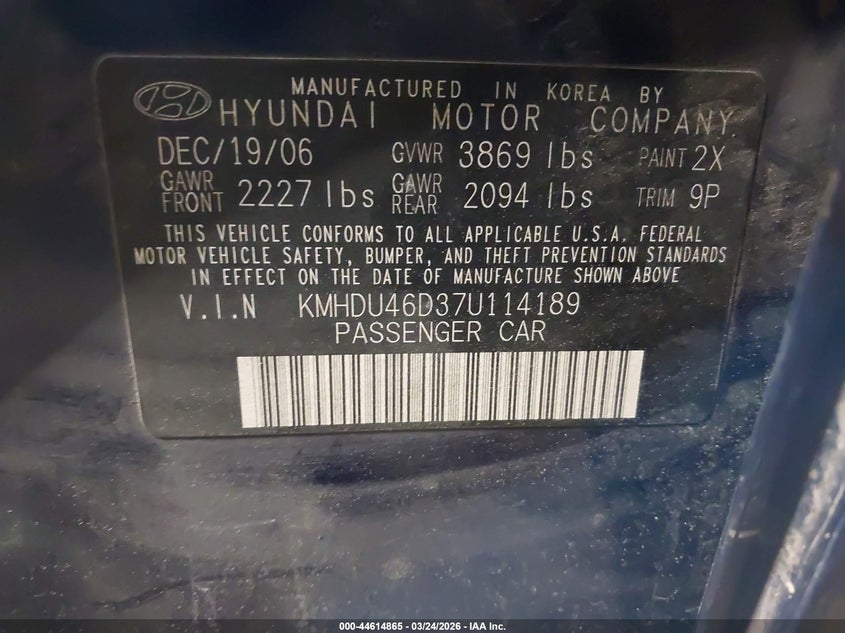 MANUFACTURED IN KOREA BY
HYUNDAI MOTOR COMPANY
DEC/19/06 GVWR 3869 lbs PAINT 2X
GAWR FRONT 2227 lbs GAWR REAR 2094 lbs TRIM 9P
THIS VEHICLE CONFORMS TO ALL APPLICABLE U.S.A. FEDERAL
MOTOR VEHICLE SAFETY, BUMPER, AND THEFT PREVENTION STANDARDS
IN EFFECT ON THE DATE OF MANUFACTURE SHOWN ABOVE
V.I.N KMHDU46D37U114189
PASSENGER CAR
000-44614865 - 03/24/2026 - IAA Inc.